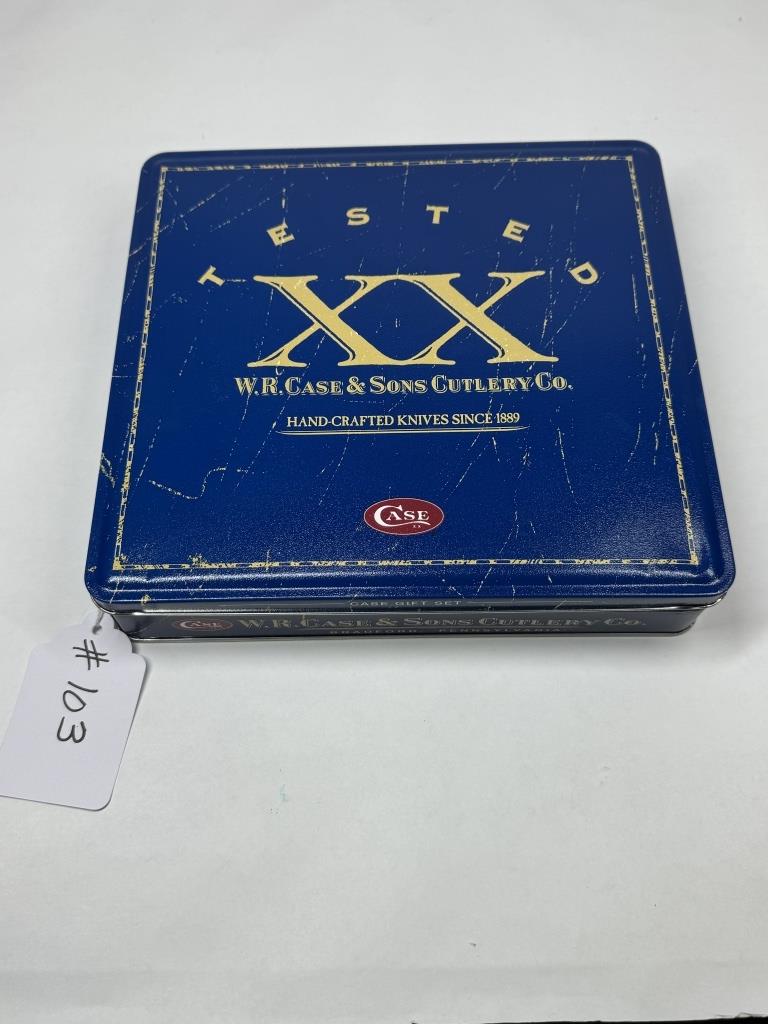 TESTED
XX
W.R. CASE & SONS CUTLERY CO.
HAND-CRAFTED KNIVES SINCE 1889
CASE XX
CASE GIFT SET
CASE W.R. CASE & SONS CUTLERY CO.
BRADFORD, PENNSYLVANIA
# 103